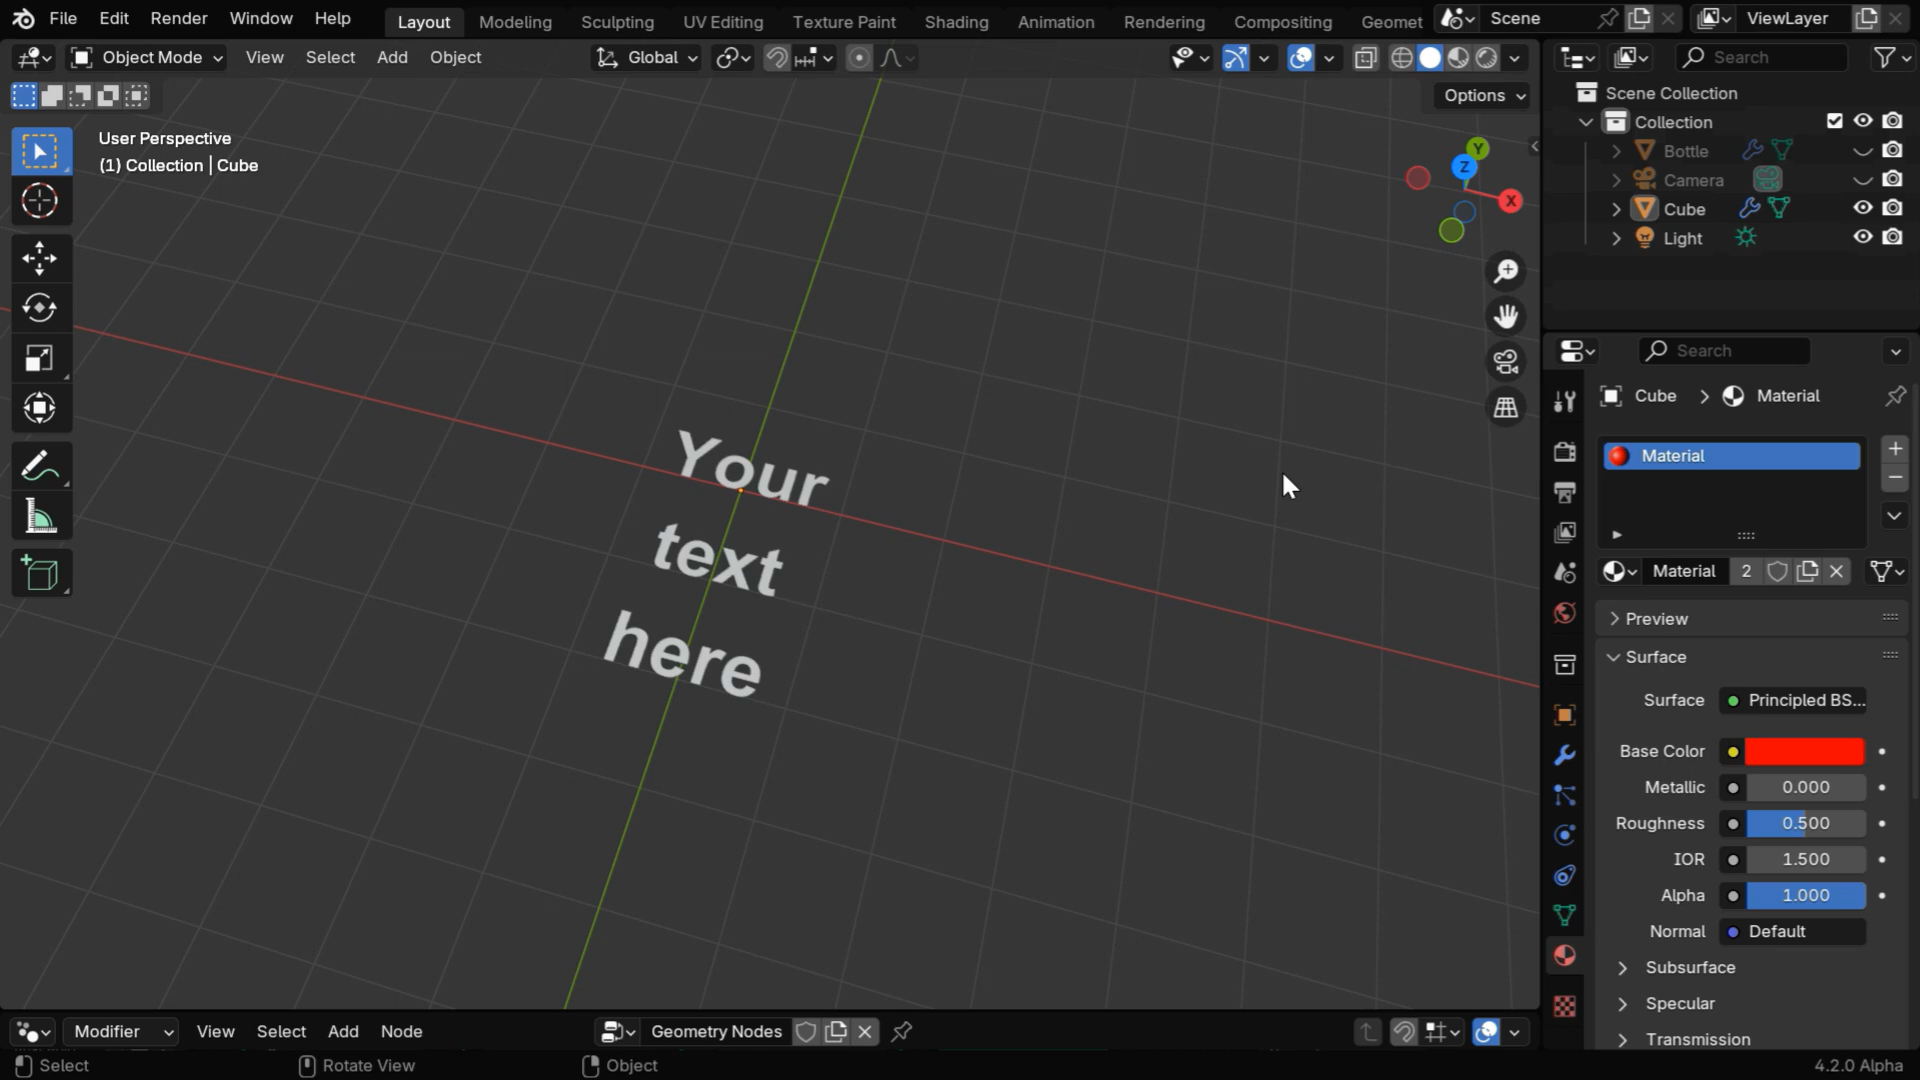 File Edit Render Window Help Layout Modeling Sculpting UV Editing Texture Paint Shading Animation Rendering Compositing Geomet Scene ViewLayer
Object Mode View Select Add Object Global Search
Options
User Perspective
(1) Collection | Cube
Y
Z
X
Scene Collection
Collection
Bottle
Camera
Cube
Light
Search
Cube > Material
Material
Material 2
Preview
Surface
Surface Principled BS...
Base Color
Metallic 0.000
Roughness 0.500
IOR 1.500
Alpha 1.000
Normal Default
Subsurface
Specular
Transmission
Your
text
here
Modifier View Select Add Node Geometry Nodes
Select Rotate View Object 4.2.0 Alpha